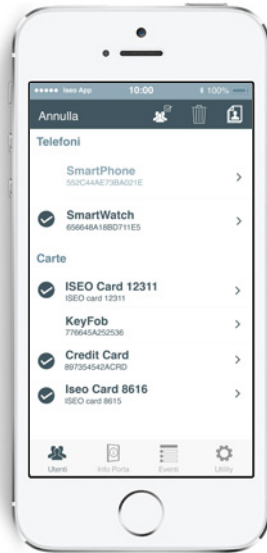 Iseo App 10:00 100%
Annulla
Telefoni
SmartPhone
552C44AE73BA021E
SmartWatch
656648A18BD711E5
Carte
ISEO Card 12311
ISEO card 12311
KeyFob
776645A252536
Credit Card
897354542ACRD
Iseo Card 8616
ISEO card 8615
Utenti Info Porta Eventi Utility